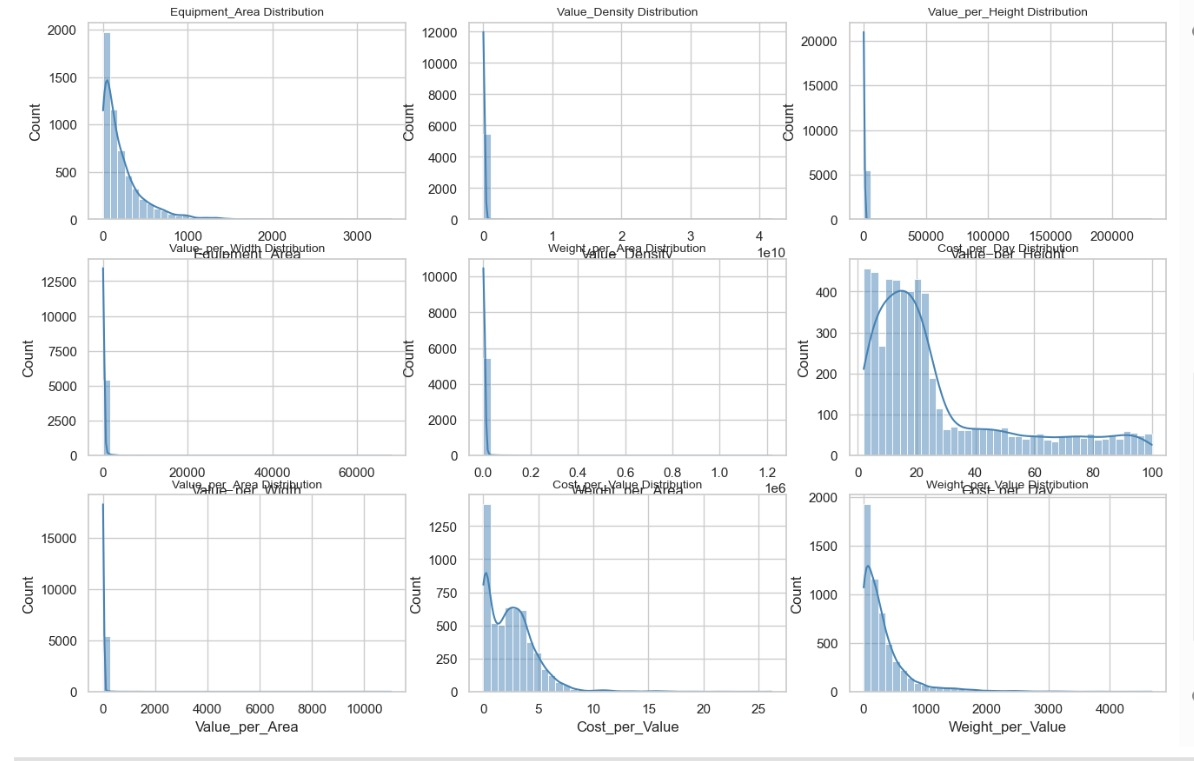 Equipment_Area Distribution
Count
2000
1500
1000
500
0
0 1000 2000 3000
Equipment_Area
Value_Density Distribution
Count
12000
10000
8000
6000
4000
2000
0
0 1 2 3 4
1e10
Value_Density
Value_per_Height Distribution
Count
20000
15000
10000
5000
0
0 50000 100000 150000 200000
Value_per_Height
Value_per_Width Distribution
Count
12500
10000
7500
5000
2500
0
0 20000 40000 60000
Value_per_Width
Weight_per_Area Distribution
Count
10000
8000
6000
4000
2000
0
0.0 0.2 0.4 0.6 0.8 1.0 1.2
1e6
Weight_per_Area
Cost_per_Day Distribution
Count
400
300
200
100
0
0 20 40 60 80 100
Cost_per_Day
Value_per_Area Distribution
Count
15000
10000
5000
0
0 2000 4000 6000 8000 10000
Value_per_Area
Cost_per_Value Distribution
Count
1250
1000
750
500
250
0
0 5 10 15 20 25
Cost_per_Value
Weight_per_Value Distribution
Count
2000
1500
1000
500
0
0 1000 2000 3000 4000
Weight_per_Value